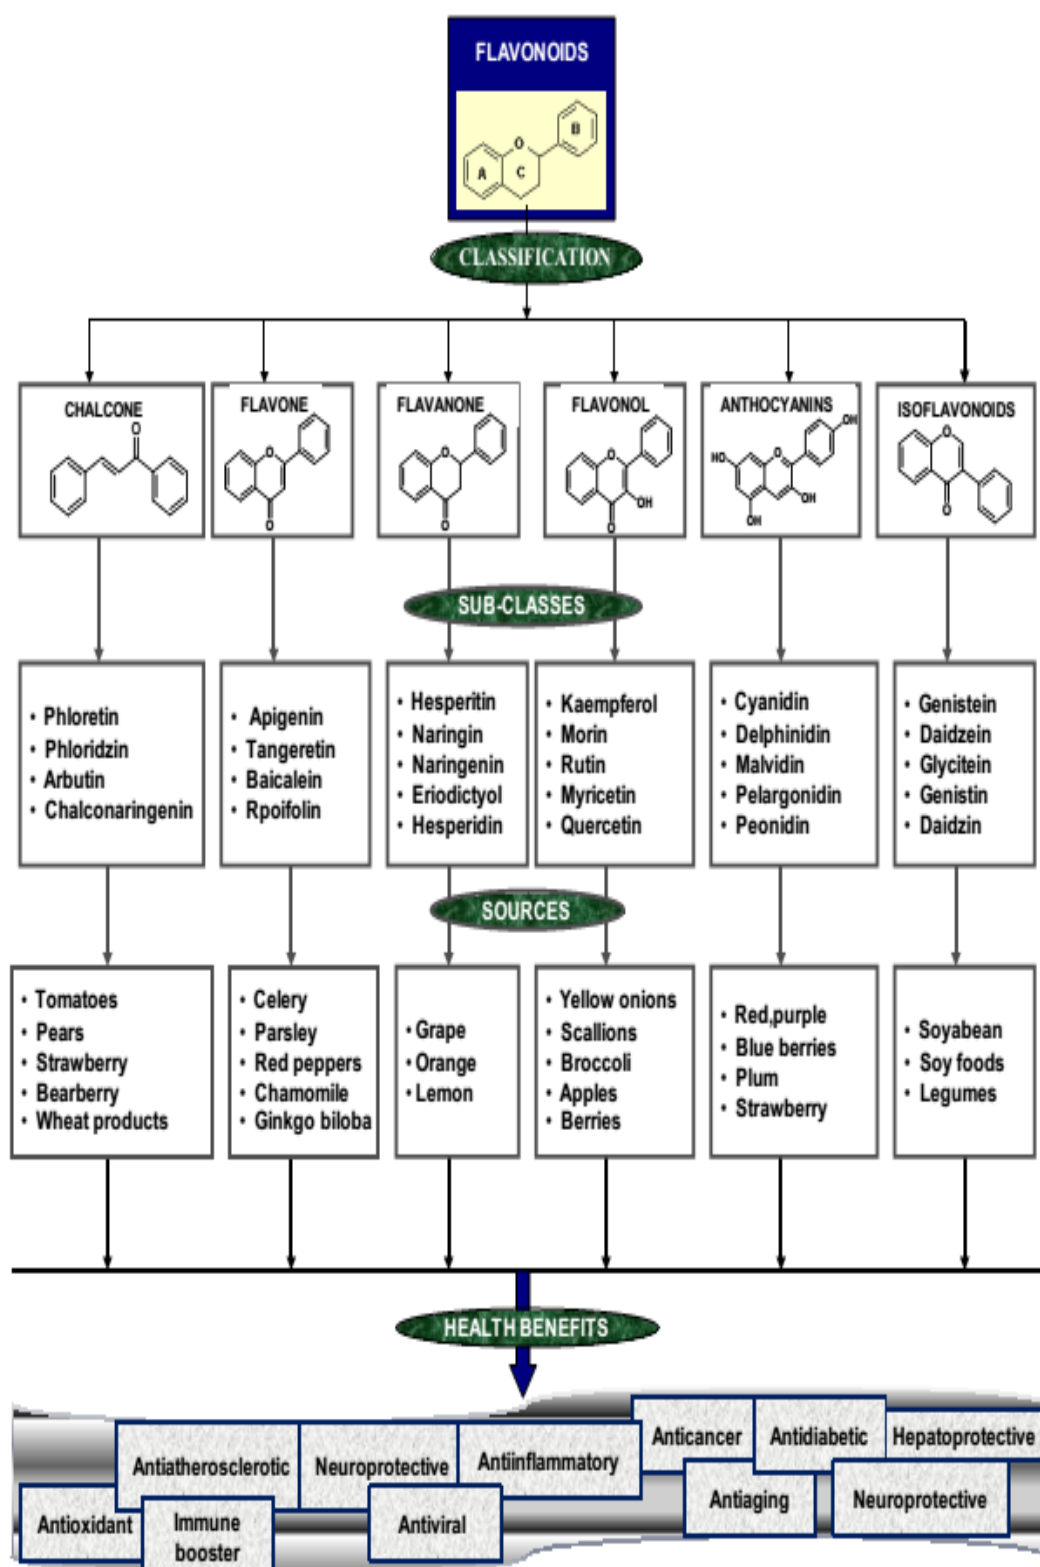 FLAVONOIDS
O
B
A
C
CLASSIFICATION
CHALCONE
O
FLAVONE
O
O
FLAVANONE
O
O
FLAVONOL
O
OH
O
ANTHOCYANINS
OH
HO
O
OH
OH
ISOFLAVONOIDS
O
O
SUB-CLASSES
• Phloretin
• Phloridzin
• Arbutin
• Chalconaringenin
• Apigenin
• Tangeretin
• Baicalein
• Rpoifolin
• Hesperitin
• Naringin
• Naringenin
• Eriodictyol
• Hesperidin
• Kaempferol
• Morin
• Rutin
• Myricetin
• Quercetin
• Cyanidin
• Delphinidin
• Malvidin
• Pelargonidin
• Peonidin
• Genistein
• Daidzein
• Glycitein
• Genistin
• Daidzin
SOURCES
• Tomatoes
• Pears
• Strawberry
• Bearberry
• Wheat products
• Celery
• Parsley
• Red peppers
• Chamomile
• Ginkgo biloba
• Grape
• Orange
• Lemon
• Yellow onions
• Scallions
• Broccoli
• Apples
• Berries
• Red,purple
• Blue berries
• Plum
• Strawberry
• Soyabean
• Soy foods
• Legumes
HEALTH BENEFITS
Antiatherosclerotic
Neuroprotective
Antiinflammatory
Anticancer
Antidiabetic
Hepatoprotective
Antioxidant
Immune
booster
Antiviral
Antiaging
Neuroprotective